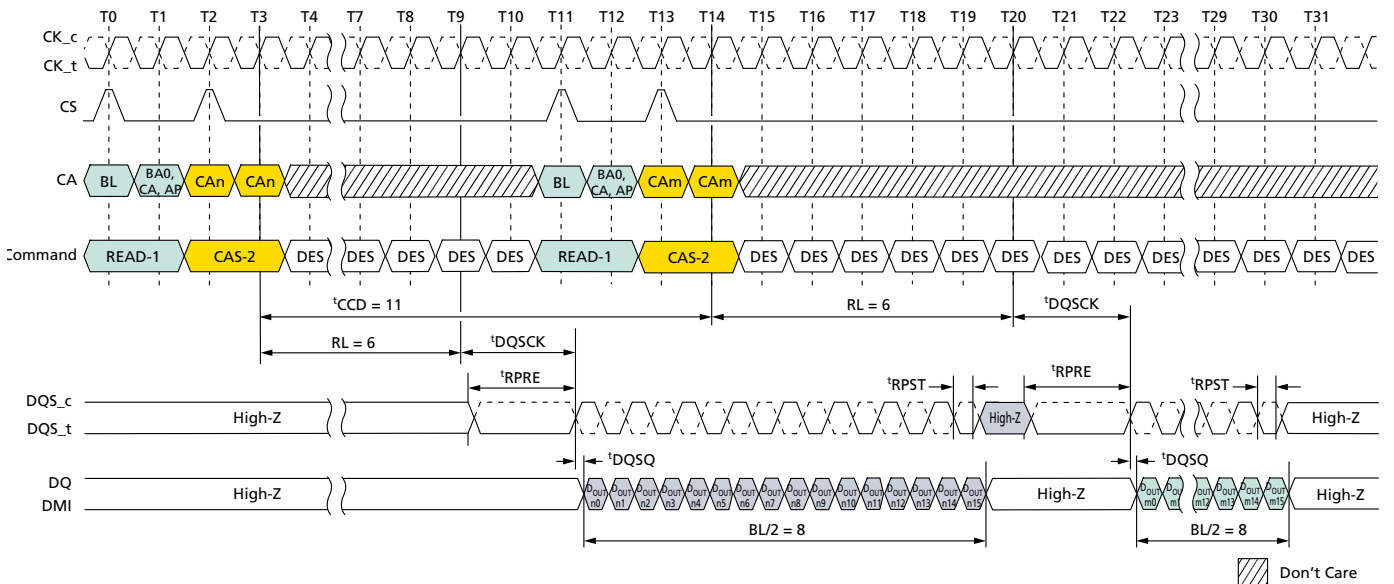 T0 T1 T2 T3 T4 T7 T8 T9 T10 T11 T12 T13 T14 T15 T16 T17 T18 T19 T20 T21 T22 T23 T29 T30 T31
CK_c
CK_t
CS
CA BL BA0, CA, AP CAn CAn BL BA0, CA, AP CAm CAm
Command READ-1 CAS-2 DES DES DES DES DES READ-1 CAS-2 DES DES DES DES DES DES DES DES DES DES DES DES
tCCD = 11 RL = 6 tDQSCK
RL = 6 tDQSCK
tRPRE tRPST tRPRE tRPST
DQS_c
DQS_t
High-Z High-Z High-Z
tDQSQ tDQSQ
DQ
DMI
High-Z DOUT n0 DOUT n1 DOUT n2 DOUT n3 DOUT n4 DOUT n5 DOUT n6 DOUT n7 DOUT n8 DOUT n9 DOUT n10 DOUT n11 DOUT n12 DOUT n13 DOUT n14 DOUT n15 High-Z DOUT m0 DOUT m12 DOUT m13 DOUT m14 DOUT m15 High-Z
BL/2 = 8 BL/2 = 8
Don't Care